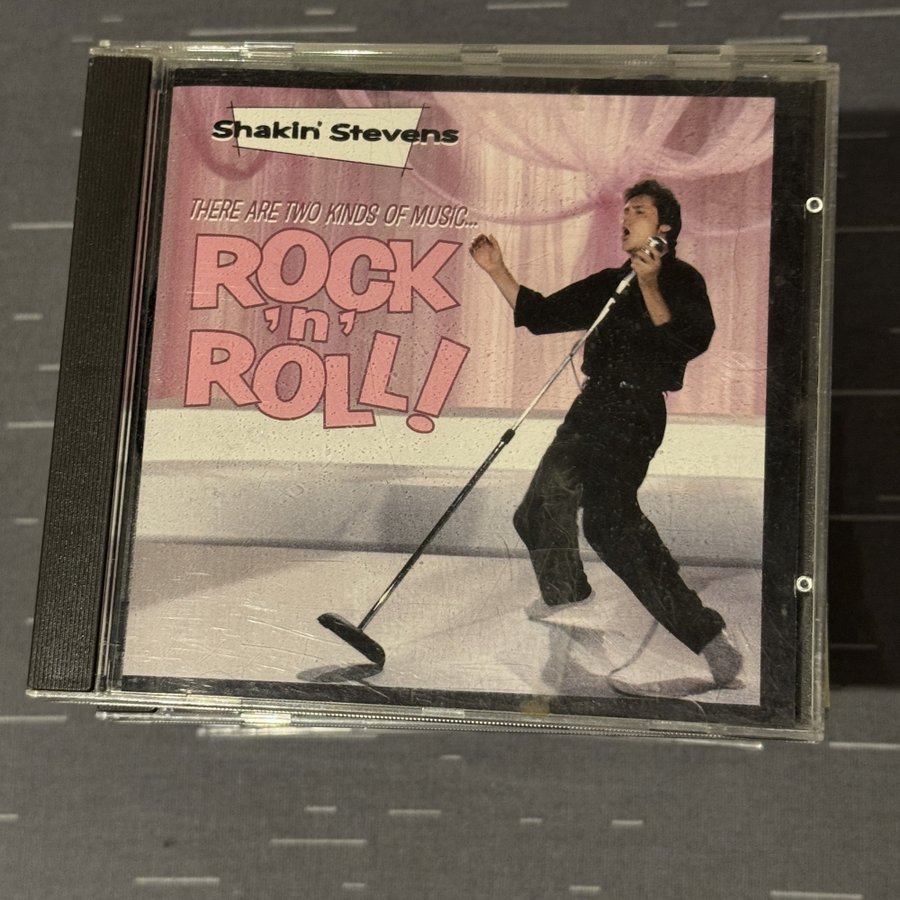 Shakin' Stevens
THERE ARE TWO KINDS OF MUSIC...
ROCK
'n'
ROLL!